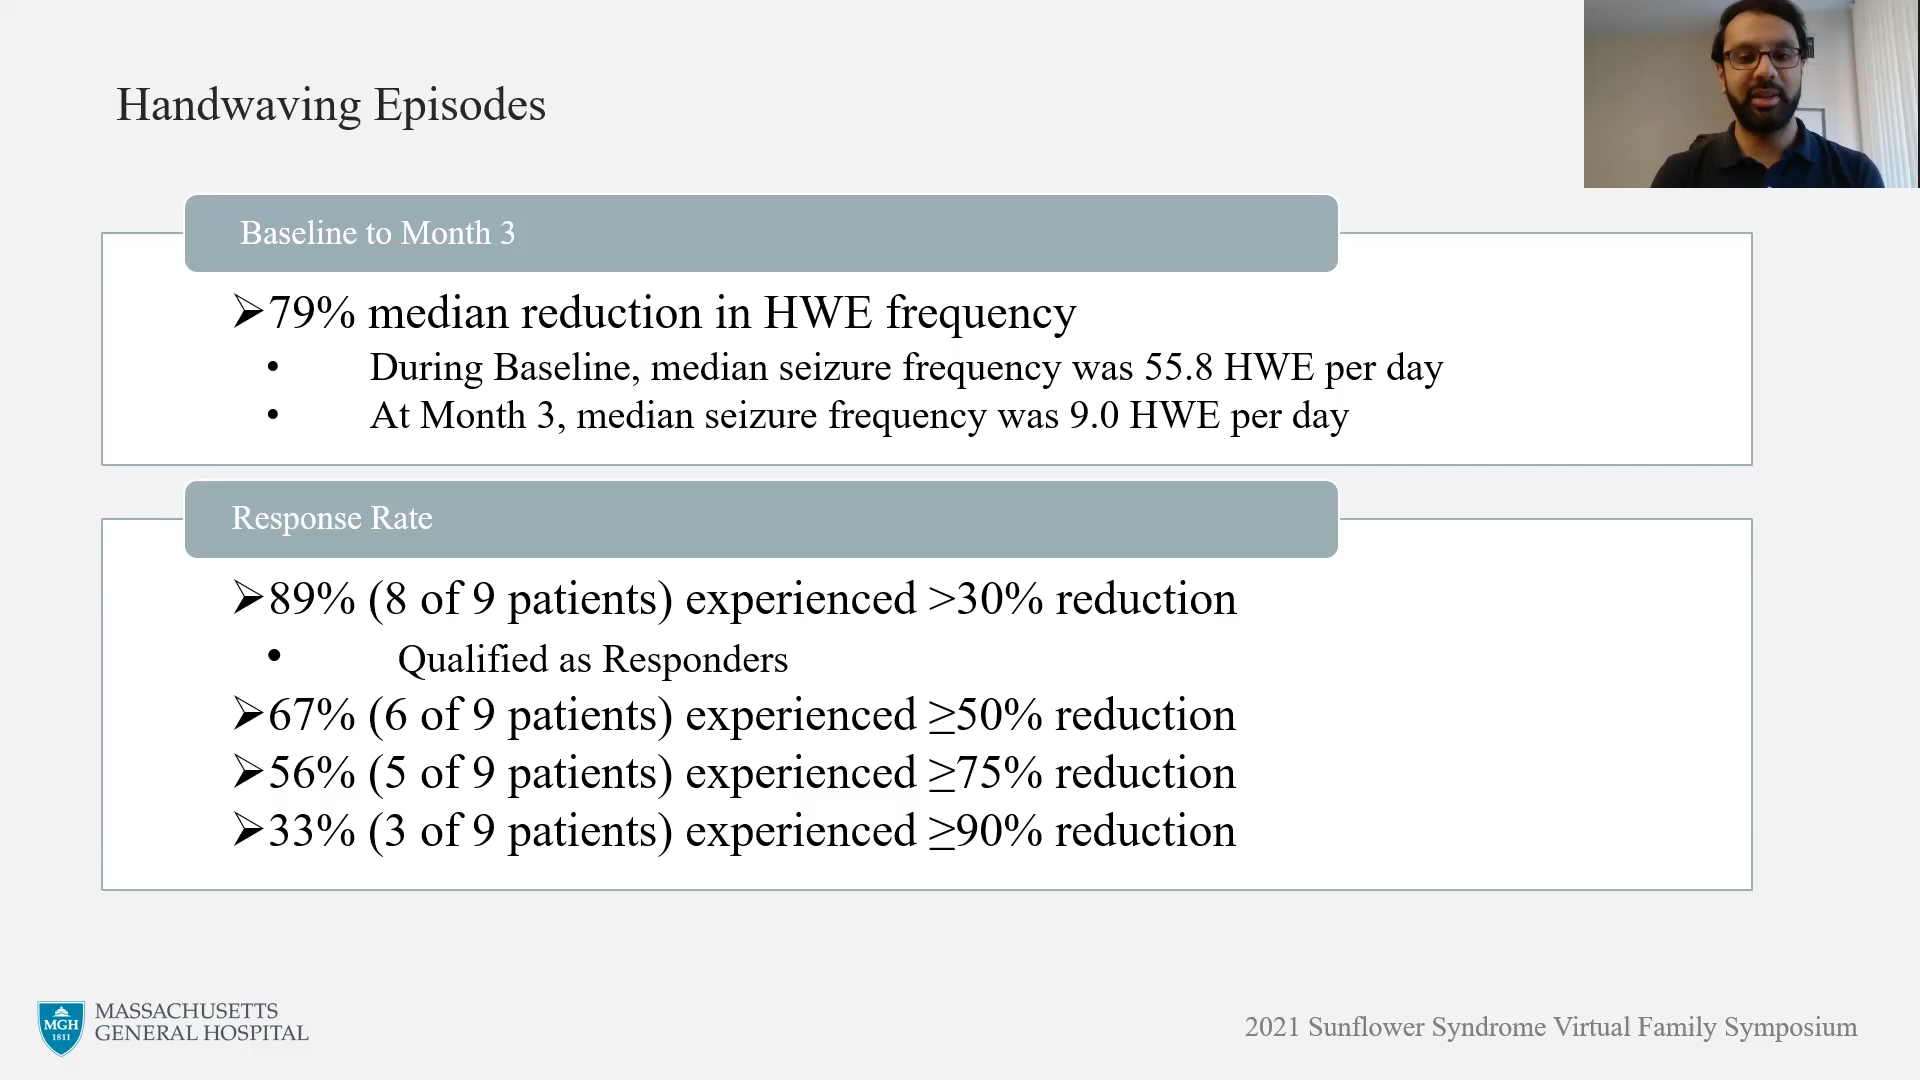 Handwaving Episodes
Baseline to Month 3
➢79% median reduction in HWE frequency
• During Baseline, median seizure frequency was 55.8 HWE per day
• At Month 3, median seizure frequency was 9.0 HWE per day
Response Rate
➢89% (8 of 9 patients) experienced >30% reduction
• Qualified as Responders
➢67% (6 of 9 patients) experienced ≥50% reduction
➢56% (5 of 9 patients) experienced ≥75% reduction
➢33% (3 of 9 patients) experienced ≥90% reduction
MGH
1811
MASSACHUSETTS
GENERAL HOSPITAL
2021 Sunflower Syndrome Virtual Family Symposium